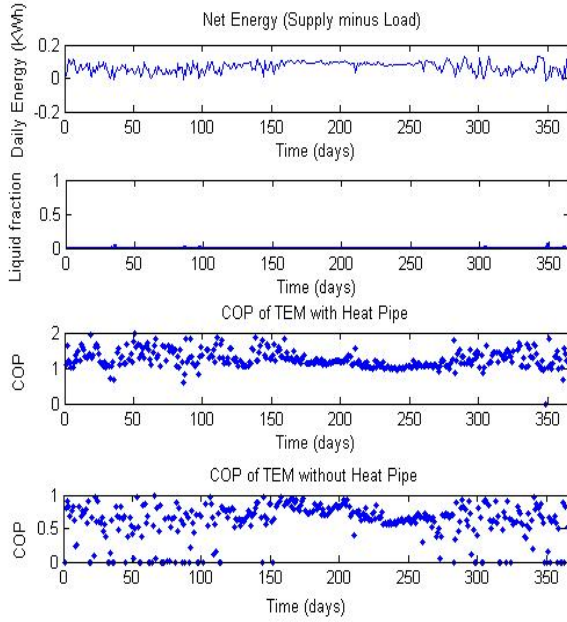 Net Energy (Supply minus Load)
Daily Energy (KWh)
0.2
0
-0.2
0 50 100 150 200 250 300 350
Time (days)
Liquid fraction
1
0.5
0
0 50 100 150 200 250 300 350
Time (days)
COP of TEM with Heat Pipe
COP
2
1
0
0 50 100 150 200 250 300 350
Time (days)
COP of TEM without Heat Pipe
COP
1
0.5
0
0 50 100 150 200 250 300 350
Time (days)